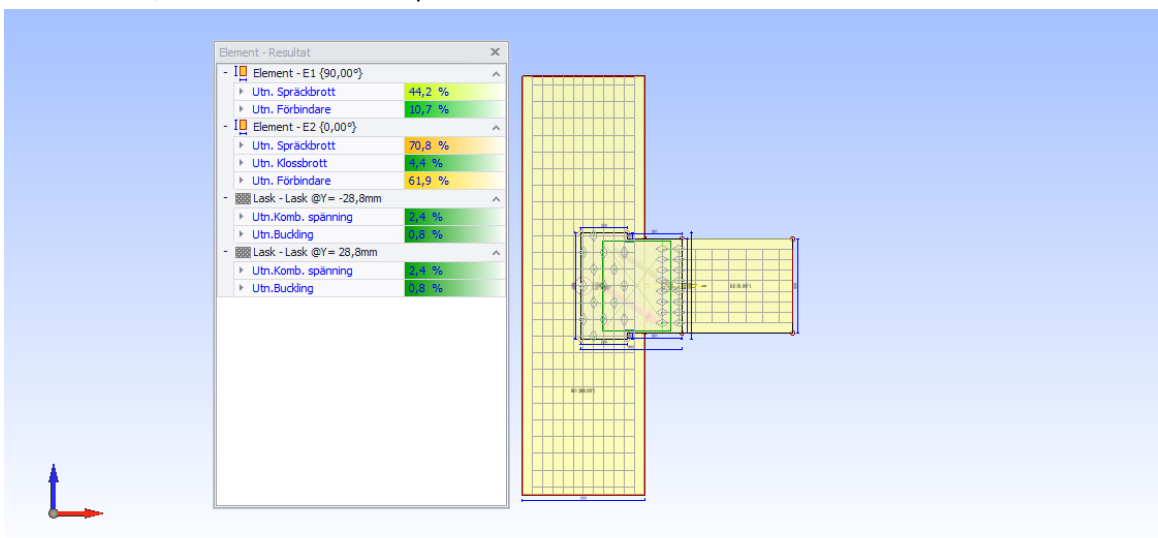 Element - Resultat
Element - E1 {90,00°}
Utn. Spräckbrott 44,2 %
Utn. Förbindare 10,7 %
Element - E2 {0,00°}
Utn. Spräckbrott 70,8 %
Utn. Klossbrott 4,4 %
Utn. Förbindare 61,9 %
Lask - Lask @Y= -28,8mm
Utn.Komb. spänning 2,4 %
Utn.Buckling 0,8 %
Lask - Lask @Y= 28,8mm
Utn.Komb. spänning 2,4 %
Utn.Buckling 0,8 %